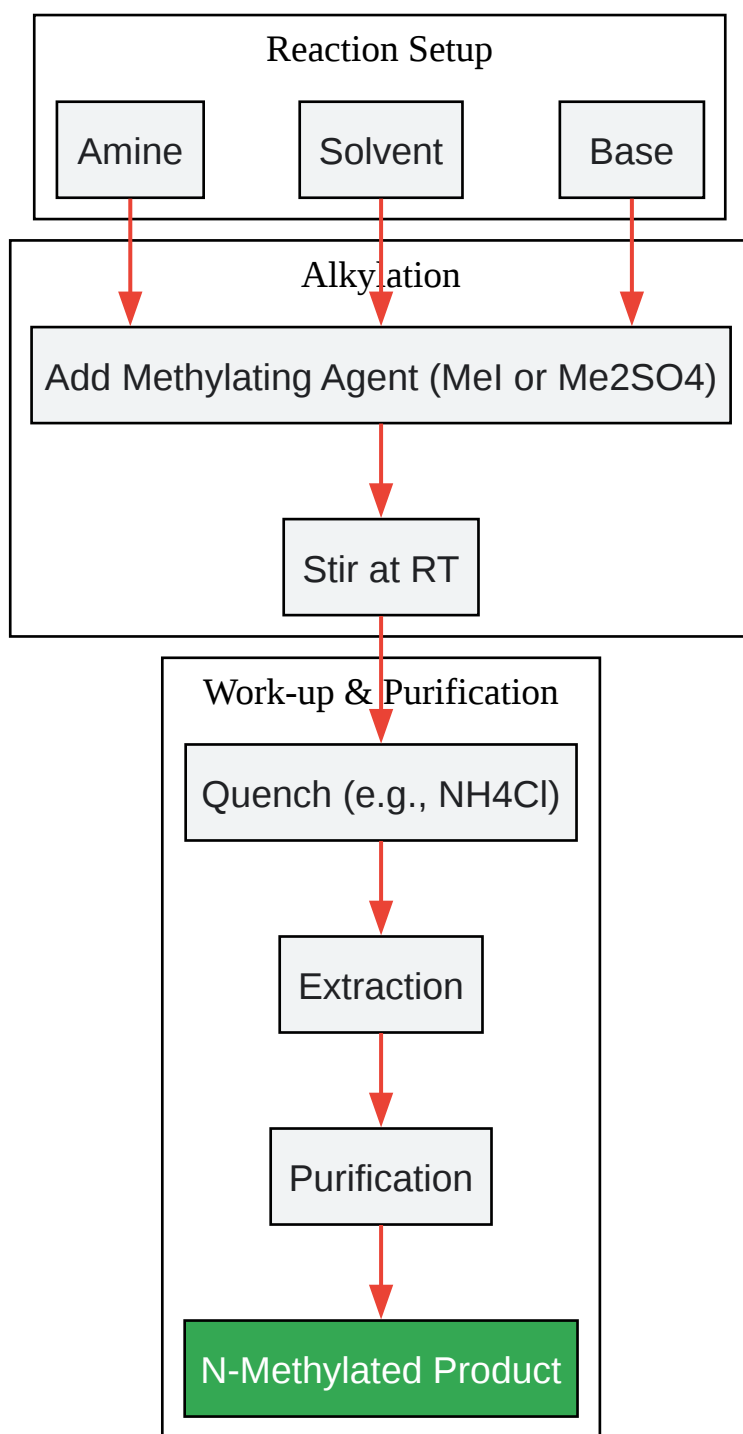 Reaction Setup
Amine
Solvent
Base
Alkylation
Add Methylating Agent (MeI or Me2SO4)
Stir at RT
Work-up & Purification
Quench (e.g., NH4Cl)
Extraction
Purification
N-Methylated Product